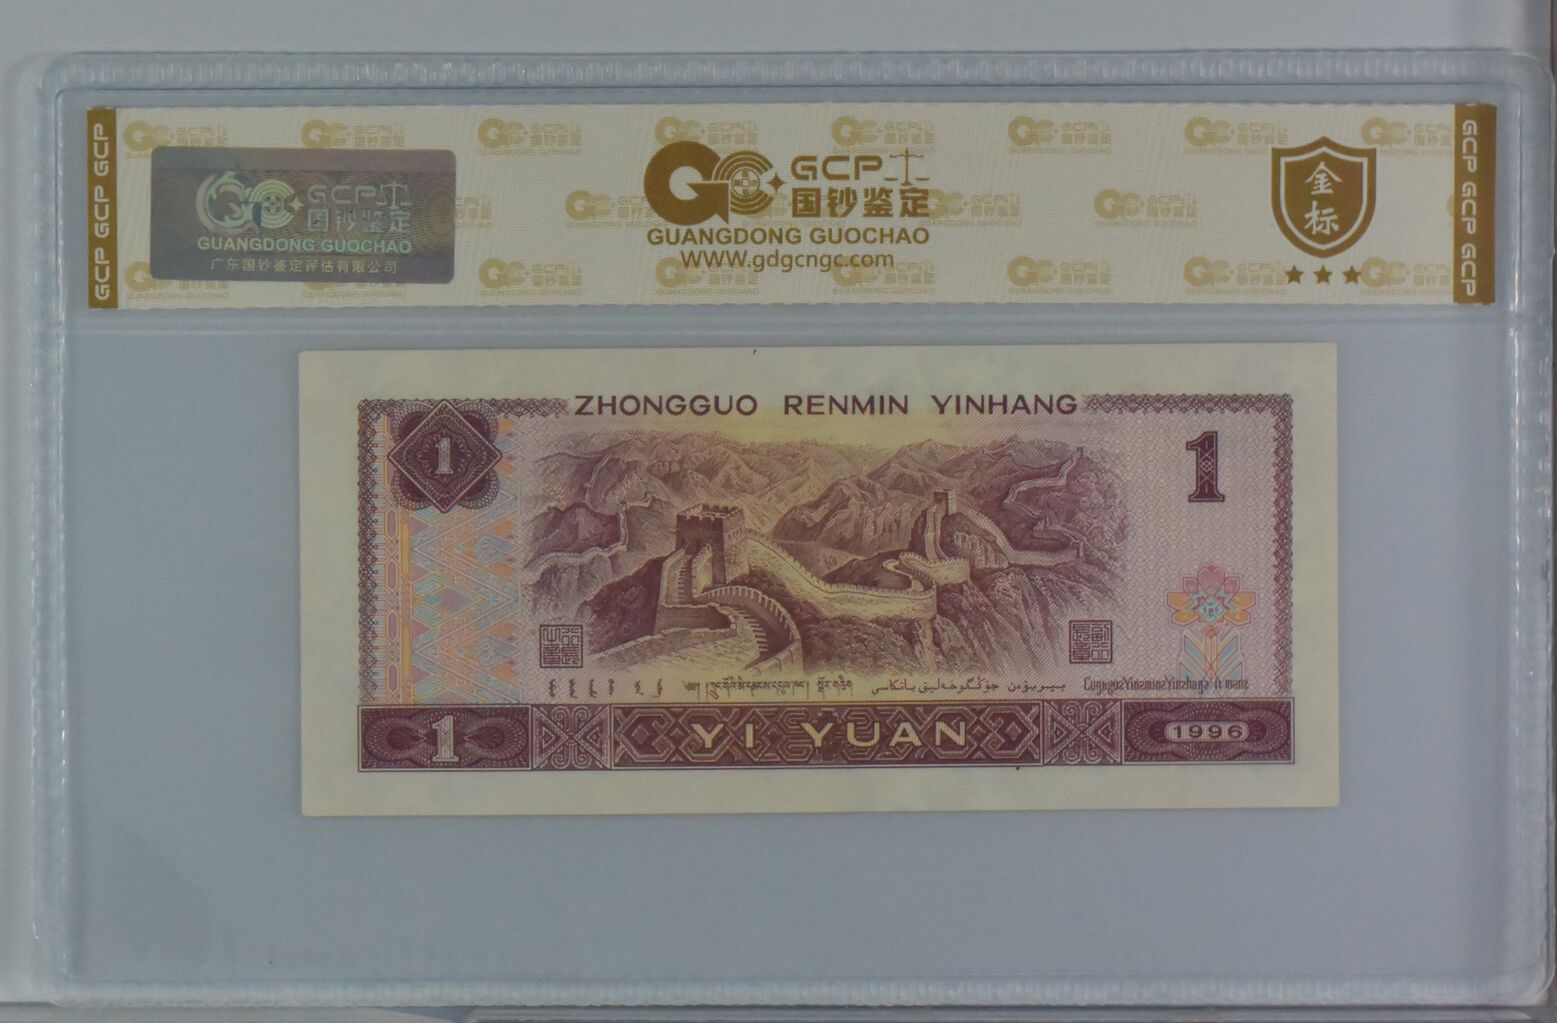 GCP GCP GCP
GCP
国钞鉴定
GUANGDONG GUOCHAO
广东国钞鉴定评估有限公司
GCP
国钞鉴定
GUANGDONG GUOCHAO
WWW.gdgcngc.com
金标
GCP GCP GCP
ZHONGGUO RENMIN YINHANG
1
1
1
YI YUAN
1996